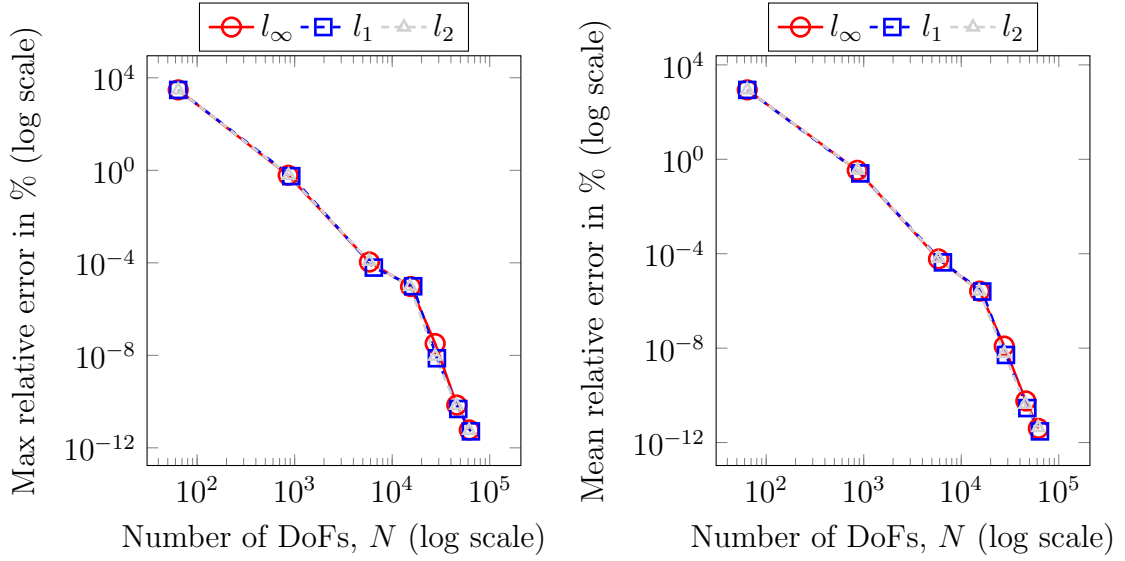 l∞ l1 l2
Max relative error in % (log scale)
10^4
10^0
10^−4
10^−8
10^−12
10^2 10^3 10^4 10^5
Number of DoFs, N (log scale)
l∞ l1 l2
Mean relative error in % (log scale)
10^4
10^0
10^−4
10^−8
10^−12
10^2 10^3 10^4 10^5
Number of DoFs, N (log scale)